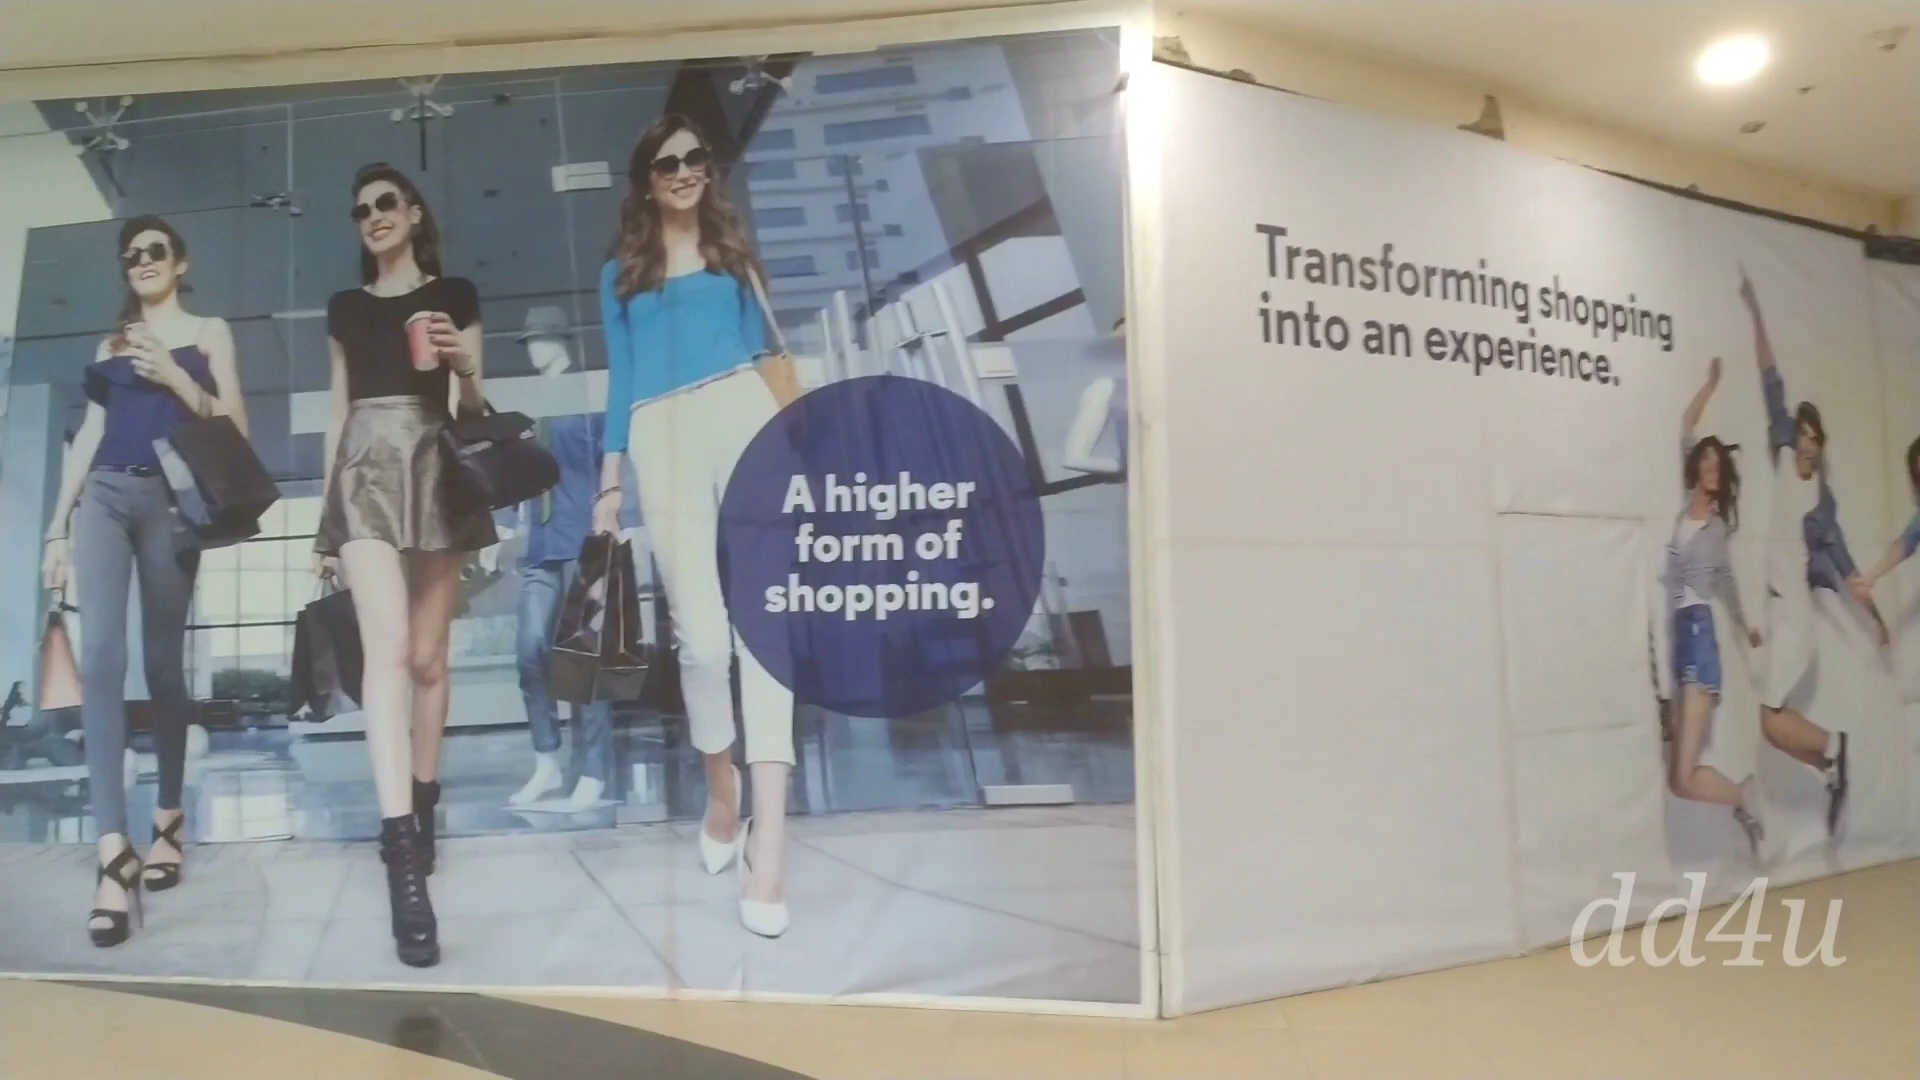 A higher
form of
shopping.
Transforming shopping
into an experience.
dd4u